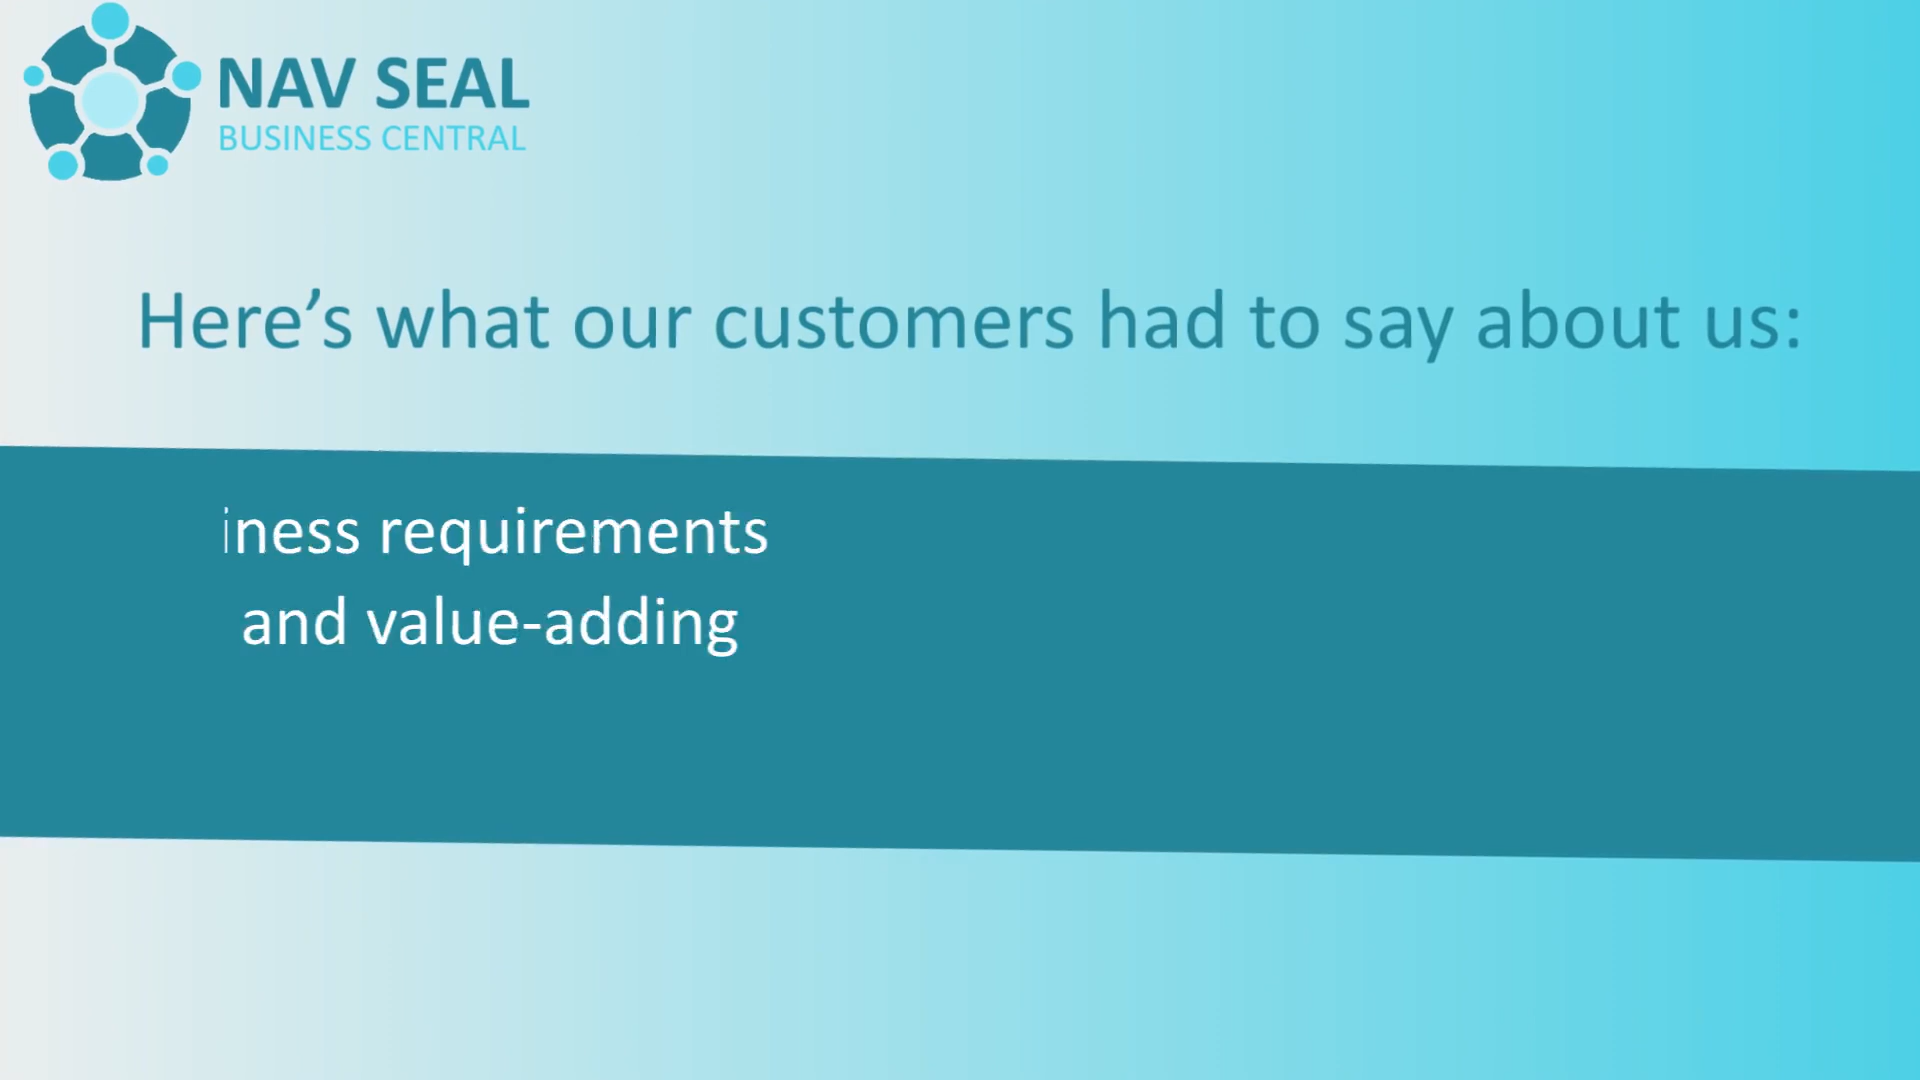 NAV SEAL
BUSINESS CENTRAL
Here’s what our customers had to say about us:
iness requirements
and value-adding